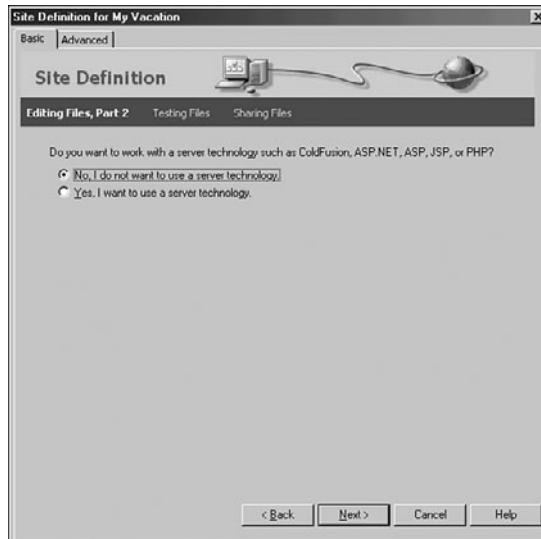 Site Definition for My Vacation
Basic Advanced
Site Definition
Editing Files, Part 2 Testing Files Sharing Files
Do you want to work with a server technology such as ColdFusion, ASP.NET, ASP, JSP, or PHP?
No, I do not want to use a server technology.
Yes, I want to use a server technology.
< Back Next > Cancel Help